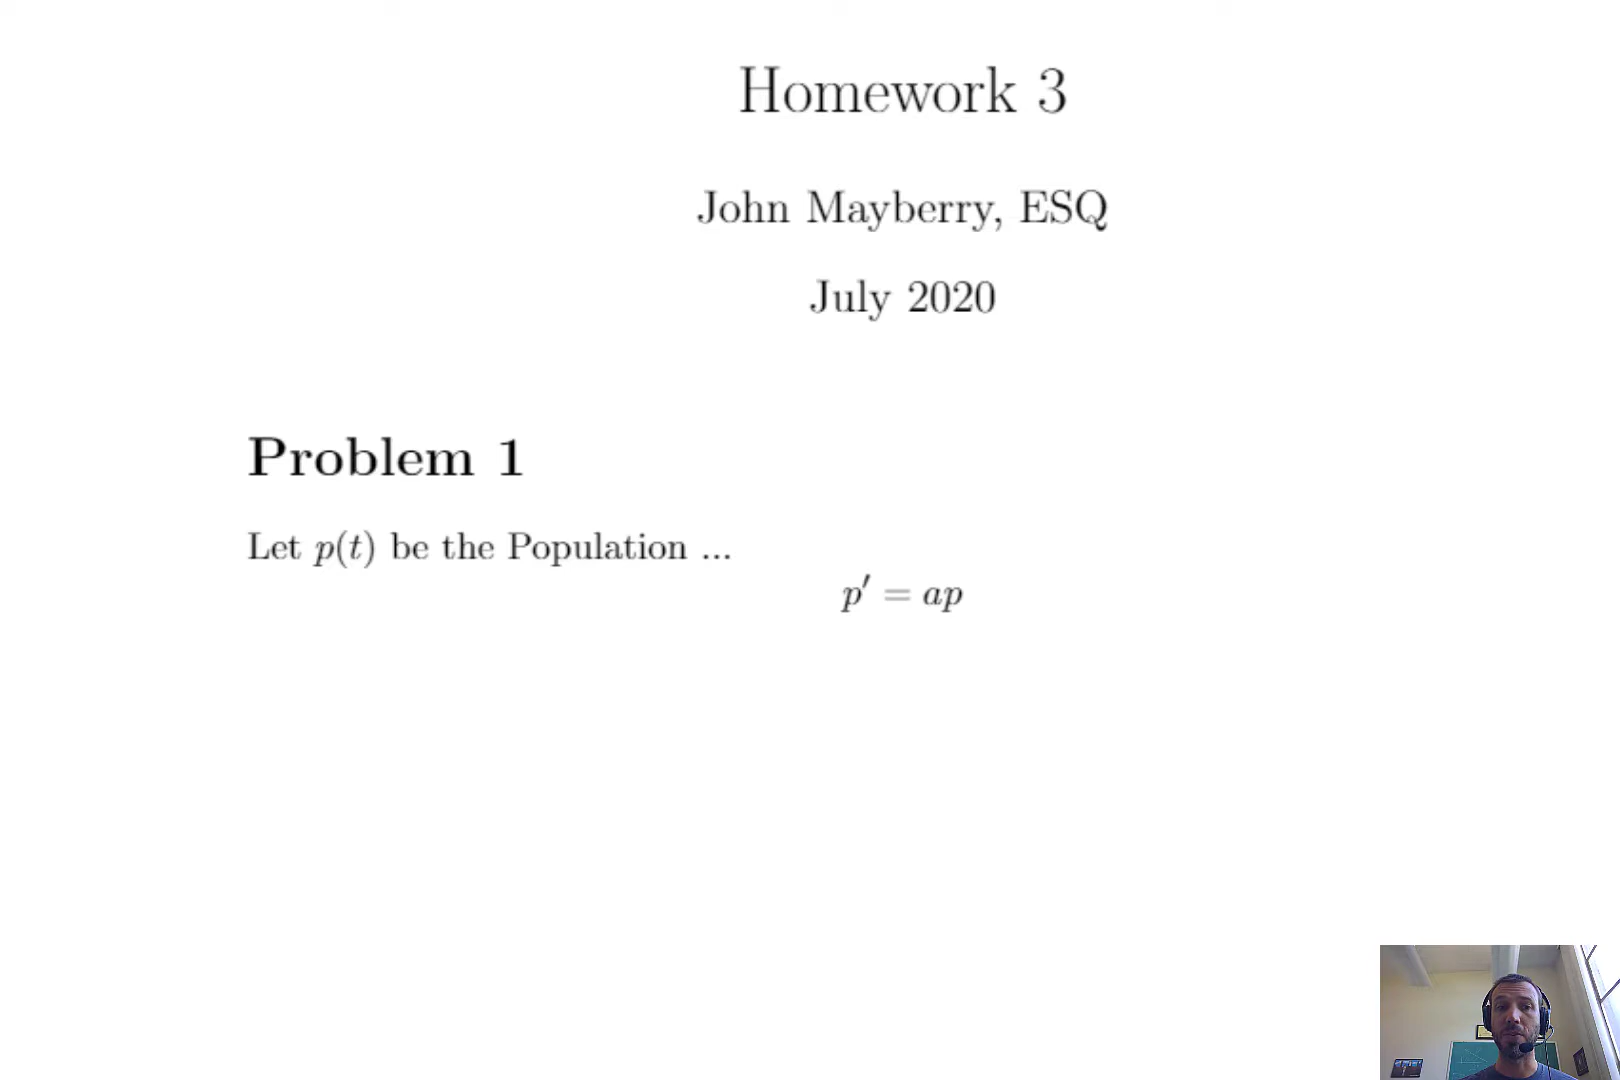 Homework 3
John Mayberry, ESQ
July 2020
Problem 1
Let p(t) be the Population ...
p′ = ap